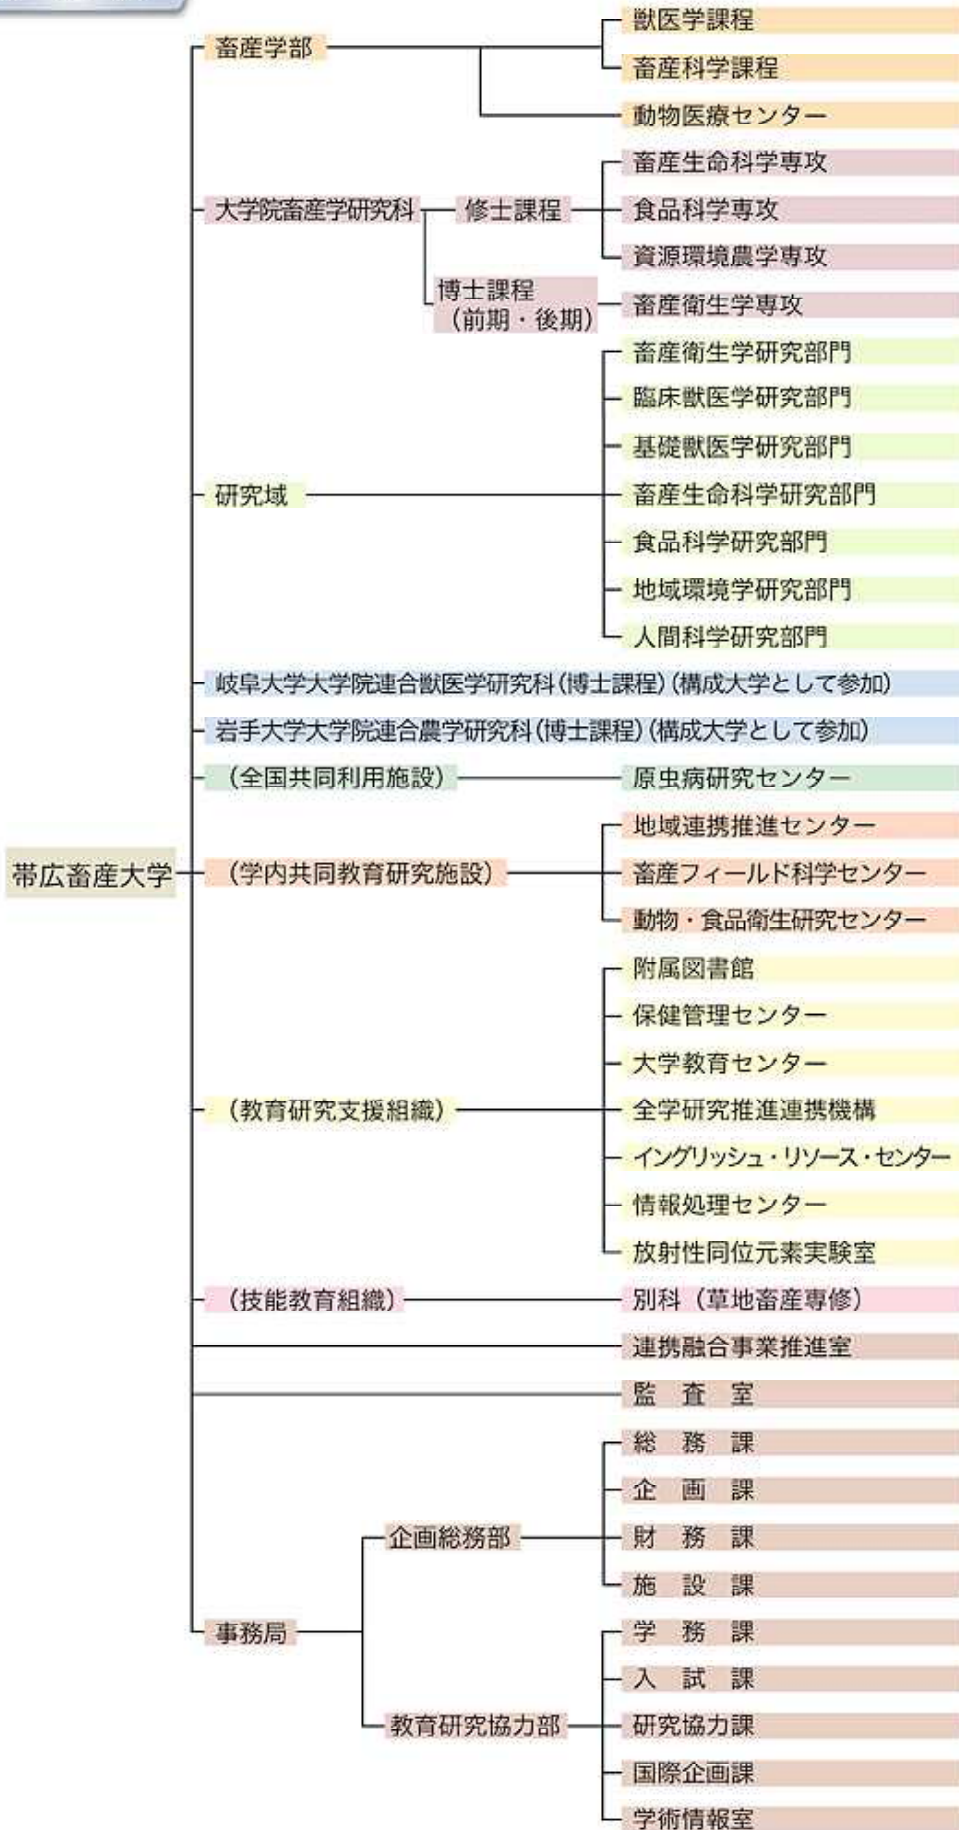 畜産学部
獣医学課程
畜産科学課程
動物医療センター
大学院畜産学研究科
修士課程
畜産生命科学専攻
食品科学専攻
資源環境農学専攻
博士課程
（前期・後期）
畜産衛生学専攻
研究域
畜産衛生学研究部門
臨床獣医学研究部門
基礎獣医学研究部門
畜産生命科学研究部門
食品科学研究部門
地域環境学研究部門
人間科学研究部門
岐阜大学大学院連合獣医学研究科（博士課程）（構成大学として参加）
岩手大学大学院連合農学研究科（博士課程）（構成大学として参加）
（全国共同利用施設）
原虫病研究センター
帯広畜産大学
（学内共同教育研究施設）
地域連携推進センター
畜産フィールド科学センター
動物・食品衛生研究センター
（教育研究支援組織）
附属図書館
保健管理センター
大学教育センター
全学研究推進連携機構
イングリッシュ・リソース・センター
情報処理センター
放射性同位元素実験室
（技能教育組織）
別科（草地畜産専修）
連携融合事業推進室
監　査　室
事務局
企画総務部
総　務　課
企　画　課
財　務　課
施　設　課
教育研究協力部
学　務　課
入　試　課
研究協力課
国際企画課
学術情報室